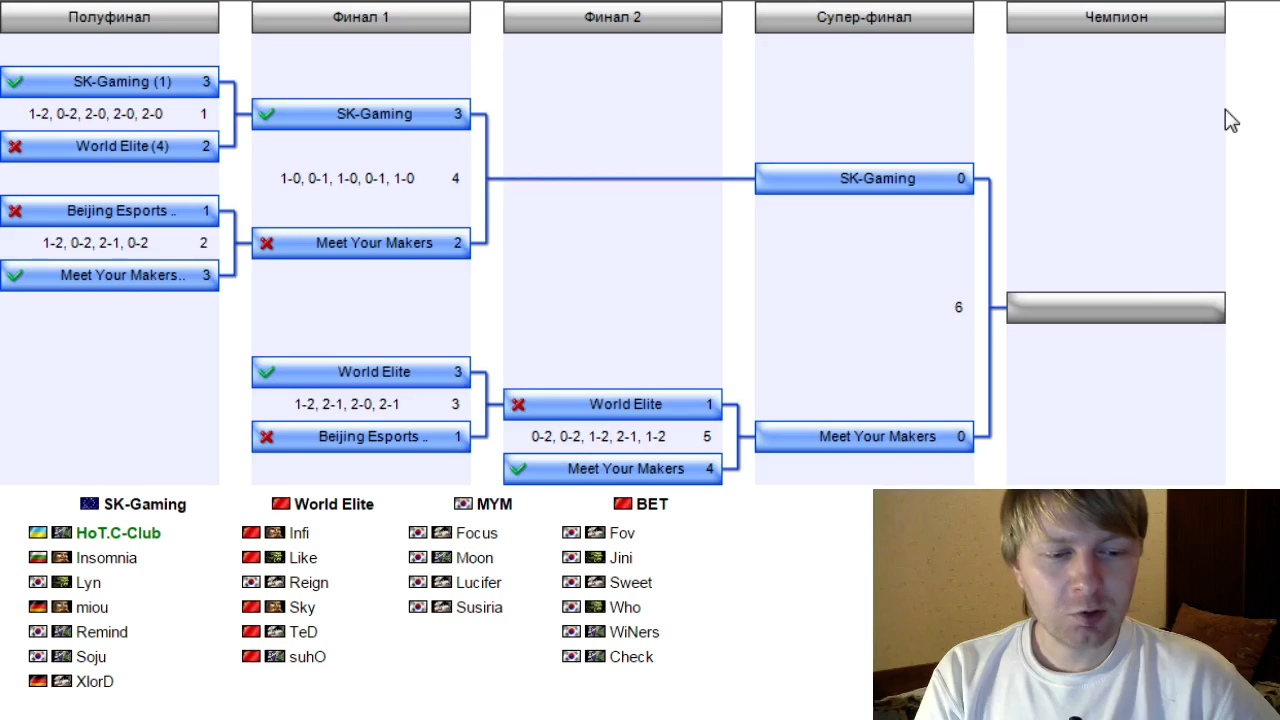 Полуфинал
Финал 1
Финал 2
Супер-финал
Чемпион
SK-Gaming (1) 3
1-2, 0-2, 2-0, 2-0, 2-0 1
World Elite (4) 2
Beijing Esports .. 1
1-2, 0-2, 2-1, 0-2 2
Meet Your Makers.. 3
SK-Gaming 3
1-0, 0-1, 1-0, 0-1, 1-0 4
Meet Your Makers 2
World Elite 3
1-2, 2-1, 2-0, 2-1 3
Beijing Esports .. 1
World Elite 1
0-2, 0-2, 1-2, 2-1, 1-2 5
Meet Your Makers 4
SK-Gaming 0
6
Meet Your Makers 0
SK-Gaming
HoT.C-Club
Insomnia
Lyn
miou
Remind
Soju
XlorD
World Elite
Infi
Like
Reign
Sky
TeD
suhO
MYM
Focus
Moon
Lucifer
Susiria
BET
Fov
Jini
Sweet
Who
WiNers
Check